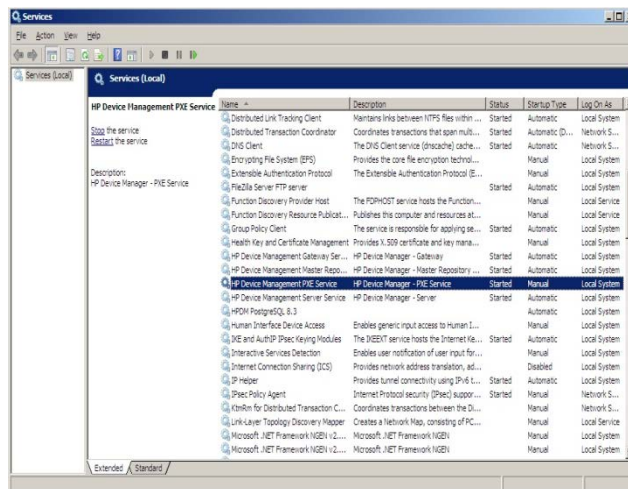 Services
File Action View Help
Services (Local)
Services (Local)
HP Device Management PXE Service
Stop the service
Restart the service
Description:
HP Device Manager - PXE Service
Name Description Status Startup Type Log On As
Distributed Link Tracking Client Maintains links between NTFS files within ... Started Automatic Local System
Distributed Transaction Coordinator Coordinates transactions that span multi... Started Automatic (D... Network S...
DNS Client The DNS Client service (dnscache) cache... Started Automatic Network S...
Encrypting File System (EFS) Provides the core file encryption technol... Manual Local System
Extensible Authentication Protocol The Extensible Authentication Protocol (E... Manual Local System
FileZilla Server FTP server Started Automatic Local System
Function Discovery Provider Host The FDPHOST service hosts the Function... Manual Local Service
Function Discovery Resource Publicat... Publishes this computer and resources at... Manual Local Service
Group Policy Client The service is responsible for applying se... Started Automatic Local System
Health Key and Certificate Management Provides X.509 certificate and key mana... Manual Local System
HP Device Management Gateway Ser... HP Device Manager - Gateway Started Automatic Local System
HP Device Management Master Repo... HP Device Manager - Master Repository ... Started Automatic Local System
HP Device Management PXE Service HP Device Manager - PXE Service Started Manual Local System
HP Device Management Server Service HP Device Manager - Server Started Automatic Local System
HPDM PostgreSQL 8.3 Automatic Local System
Human Interface Device Access Enables generic input access to Human I... Manual Local System
IKE and AuthIP IPsec Keying Modules The IKEEXT service hosts the Internet Ke... Started Automatic Local System
Interactive Services Detection Enables user notification of user input for... Manual Local System
Internet Connection Sharing (ICS) Provides network address translation, ad... Disabled Local System
IP Helper Provides tunnel connectivity using IPv6 t... Started Automatic Local System
IPsec Policy Agent Internet Protocol security (IPsec) suppor... Started Manual Network S...
KtmRm for Distributed Transaction C... Coordinates transactions between the Di... Manual Network S...
Link-Layer Topology Discovery Mapper Creates a Network Map, consisting of PC... Manual Local Service
Microsoft .NET Framework NGEN v2.... Microsoft .NET Framework NGEN Manual Local System
Microsoft .NET Framework NGEN v2.... Microsoft .NET Framework NGEN Manual Local System
Extended Standard